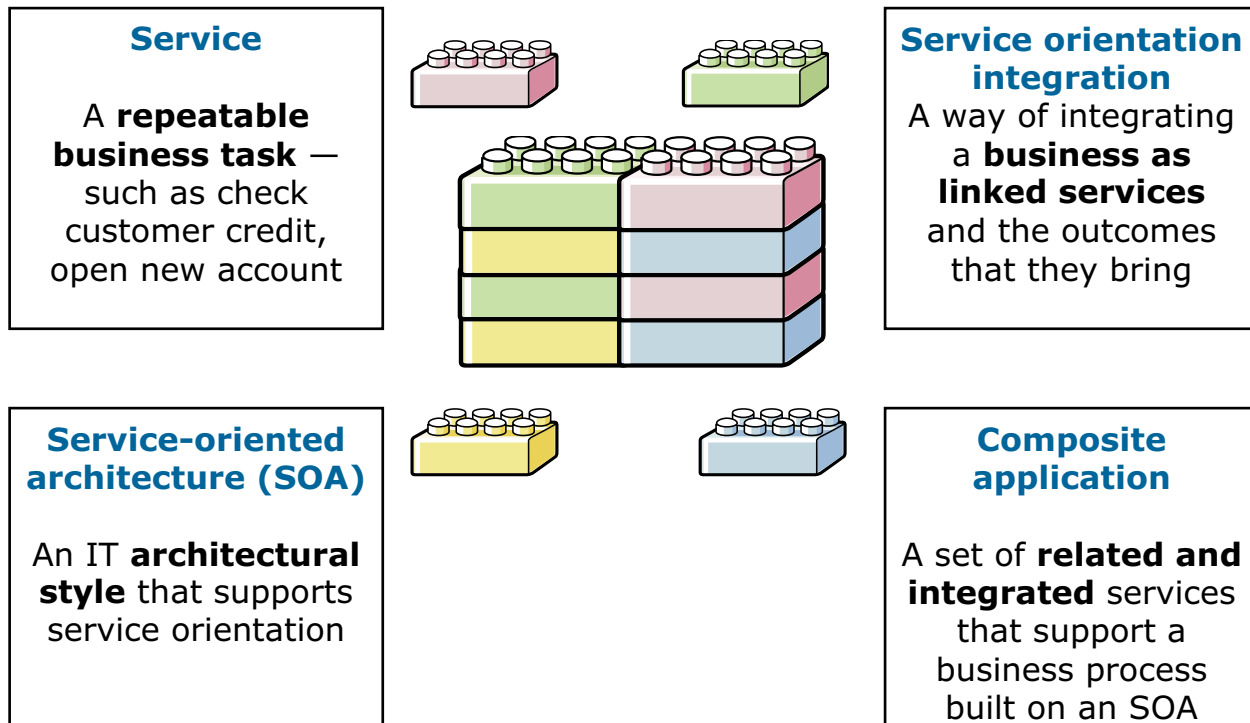 Service
A repeatable
business task —
such as check
customer credit,
open new account
Service orientation
integration
A way of integrating
a business as
linked services
and the outcomes
that they bring
Service-oriented
architecture (SOA)
An IT architectural
style that supports
service orientation
Composite
application
A set of related and
integrated services
that support a
business process
built on an SOA